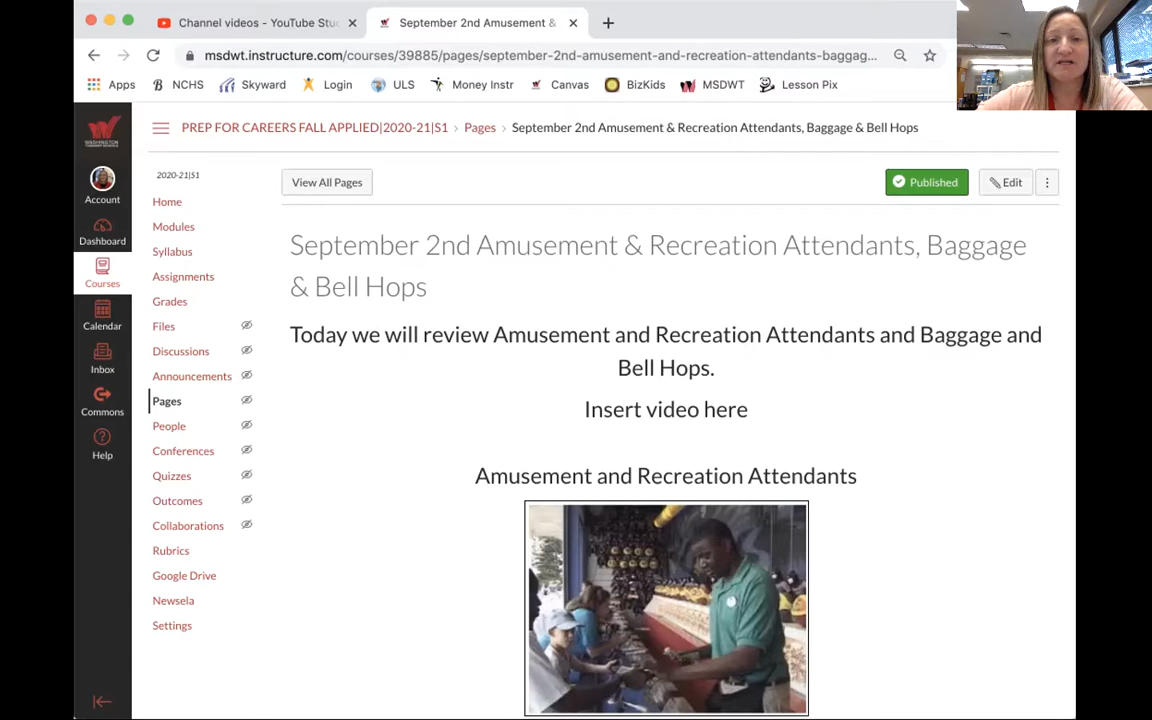 Channel videos - YouTube Stu
September 2nd Amusement &
msdwt.instructure.com/courses/39885/pages/september-2nd-amusement-and-recreation-attendants-baggag...
Apps
NCHS
Skyward
Login
ULS
Money Instr
Canvas
BizKids
MSDWT
Lesson Pix
PREP FOR CAREERS FALL APPLIED|2020-21|S1 > Pages > September 2nd Amusement & Recreation Attendants, Baggage & Bell Hops
WASHINGTON
TOWNSHIP SCHOOLS
Account
Dashboard
Courses
Calendar
Inbox
Commons
Help
2020-21|S1
Home
Modules
Syllabus
Assignments
Grades
Files
Discussions
Announcements
Pages
People
Conferences
Quizzes
Outcomes
Collaborations
Rubrics
Google Drive
Newsela
Settings
View All Pages
Published
Edit
September 2nd Amusement & Recreation Attendants, Baggage
& Bell Hops
Today we will review Amusement and Recreation Attendants and Baggage and
Bell Hops.
Insert video here
Amusement and Recreation Attendants